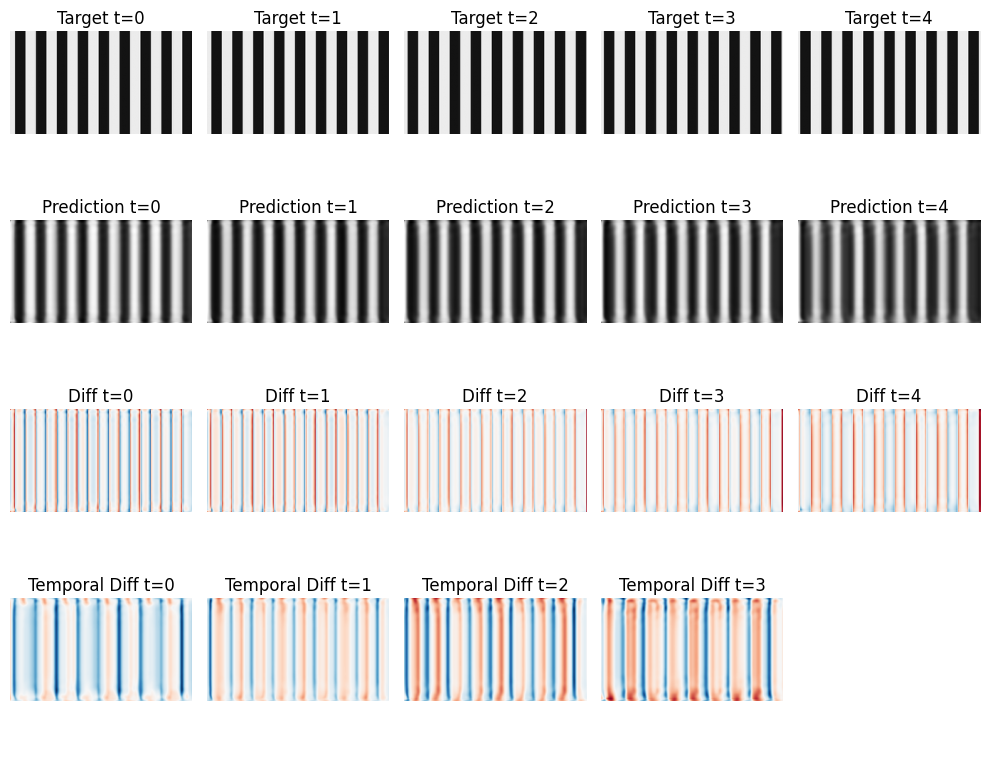 Target t=0
Target t=1
Target t=2
Target t=3
Target t=4
Prediction t=0
Prediction t=1
Prediction t=2
Prediction t=3
Prediction t=4
Diff t=0
Diff t=1
Diff t=2
Diff t=3
Diff t=4
Temporal Diff t=0
Temporal Diff t=1
Temporal Diff t=2
Temporal Diff t=3